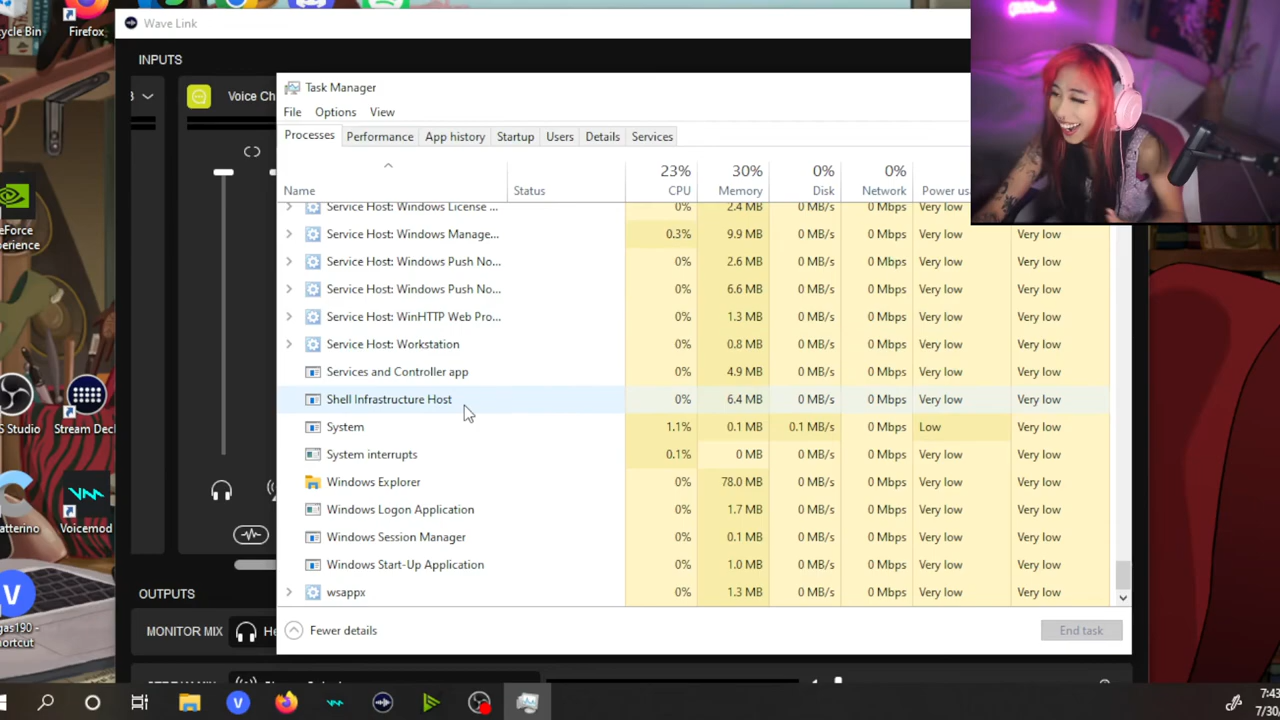 cycle Bin
Firefox
Wave Link
INPUTS
Voice Ch
Task Manager
File Options View
Processes Performance App history Startup Users Details Services
23% 30% 0% 0%
Name Status CPU Memory Disk Network Power us
Service Host: Windows License ... 0% 2.4 MB 0 MB/s 0 Mbps Very low Very low
Service Host: Windows Manage... 0.3% 9.9 MB 0 MB/s 0 Mbps Very low Very low
Service Host: Windows Push No... 0% 2.6 MB 0 MB/s 0 Mbps Very low Very low
Service Host: Windows Push No... 0% 6.6 MB 0 MB/s 0 Mbps Very low Very low
Service Host: WinHTTP Web Pro... 0% 1.3 MB 0 MB/s 0 Mbps Very low Very low
Service Host: Workstation 0% 0.8 MB 0 MB/s 0 Mbps Very low Very low
Services and Controller app 0% 4.9 MB 0 MB/s 0 Mbps Very low Very low
Shell Infrastructure Host 0% 6.4 MB 0 MB/s 0 Mbps Very low Very low
System 1.1% 0.1 MB 0.1 MB/s 0 Mbps Low Very low
System interrupts 0.1% 0 MB 0 MB/s 0 Mbps Very low Very low
Windows Explorer 0% 78.0 MB 0 MB/s 0 Mbps Very low Very low
Windows Logon Application 0% 1.7 MB 0 MB/s 0 Mbps Very low Very low
Windows Session Manager 0% 0.1 MB 0 MB/s 0 Mbps Very low Very low
Windows Start-Up Application 0% 1.0 MB 0 MB/s 0 Mbps Very low Very low
wsappx 0% 1.3 MB 0 MB/s 0 Mbps Very low Very low
Fewer details
End task
eForce
xperience
S Studio
Stream Deck
atterino
Voicemod
gas190 -
ortcut
OUTPUTS
MONITOR MIX He
7:43
7/30/